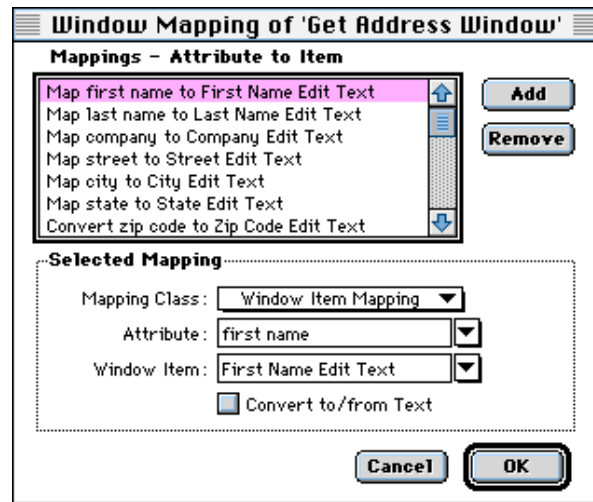 Window Mapping of 'Get Address Window'
Mappings - Attribute to Item
Map first name to First Name Edit Text
Map last name to Last Name Edit Text
Map company to Company Edit Text
Map street to Street Edit Text
Map city to City Edit Text
Map state to State Edit Text
Convert zip code to Zip Code Edit Text
Add
Remove
Selected Mapping
Mapping Class: Window Item Mapping
Attribute: first name
Window Item: First Name Edit Text
Convert to/from Text
Cancel OK